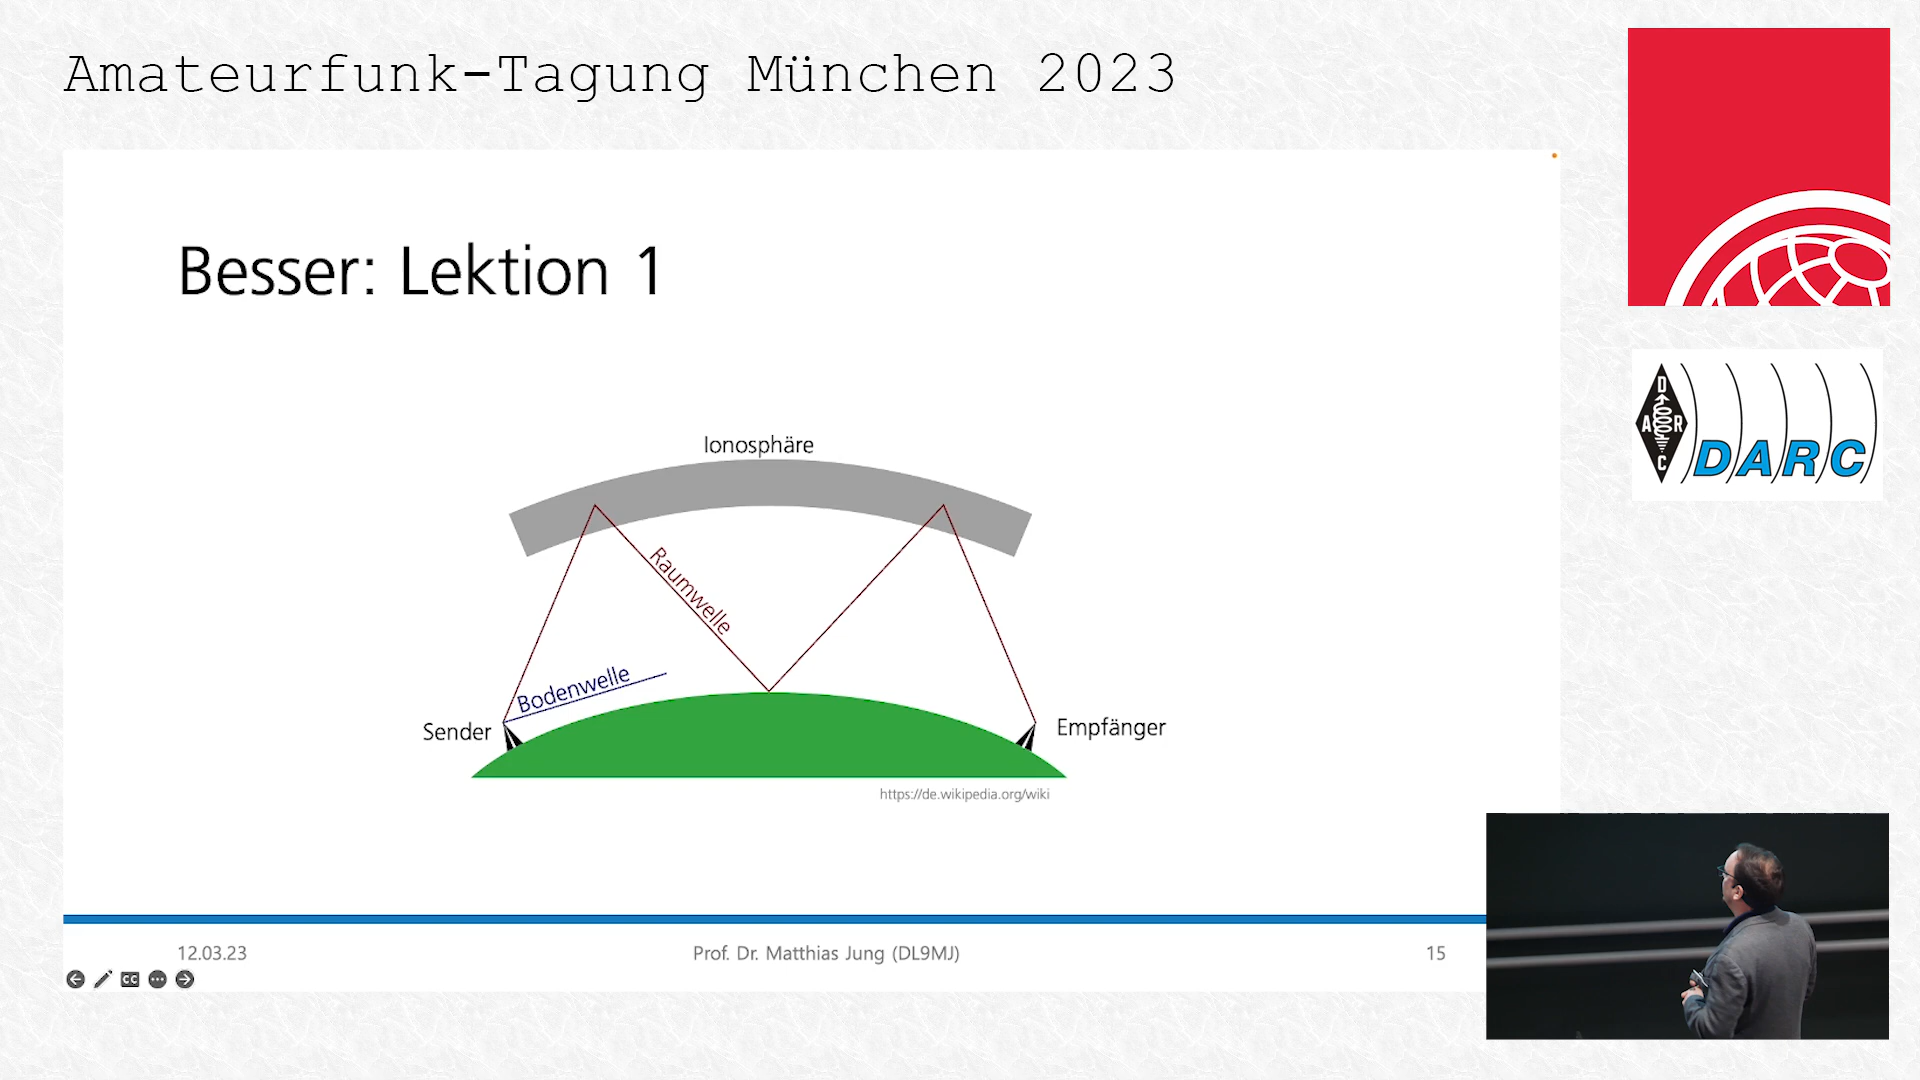 Amateurfunk-Tagung München 2023
Besser: Lektion 1
Ionosphäre
Raumwelle
Bodenwelle
Sender
Empfänger
https://de.wikipedia.org/wiki
12.03.23
Prof. Dr. Matthias Jung (DL9MJ)
15
CC
D
A R
C
DARC